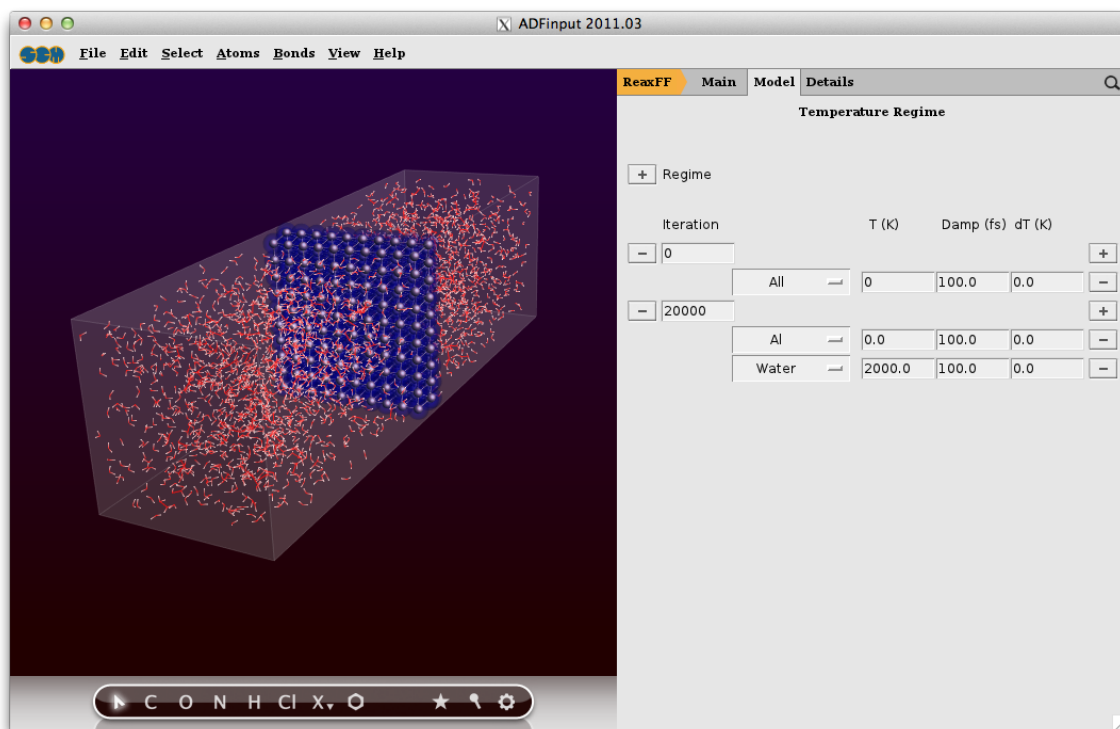 X ADFinput 2011.03
SCM File Edit Select Atoms Bonds View Help
ReaxFF Main Model Details
Temperature Regime
+ Regime
Iteration T (K) Damp (fs) dT (K)
− 0 +
All 0 100.0 0.0 −
− 20000 +
Al 0.0 100.0 0.0 −
Water 2000.0 100.0 0.0 −
C O N H Cl X